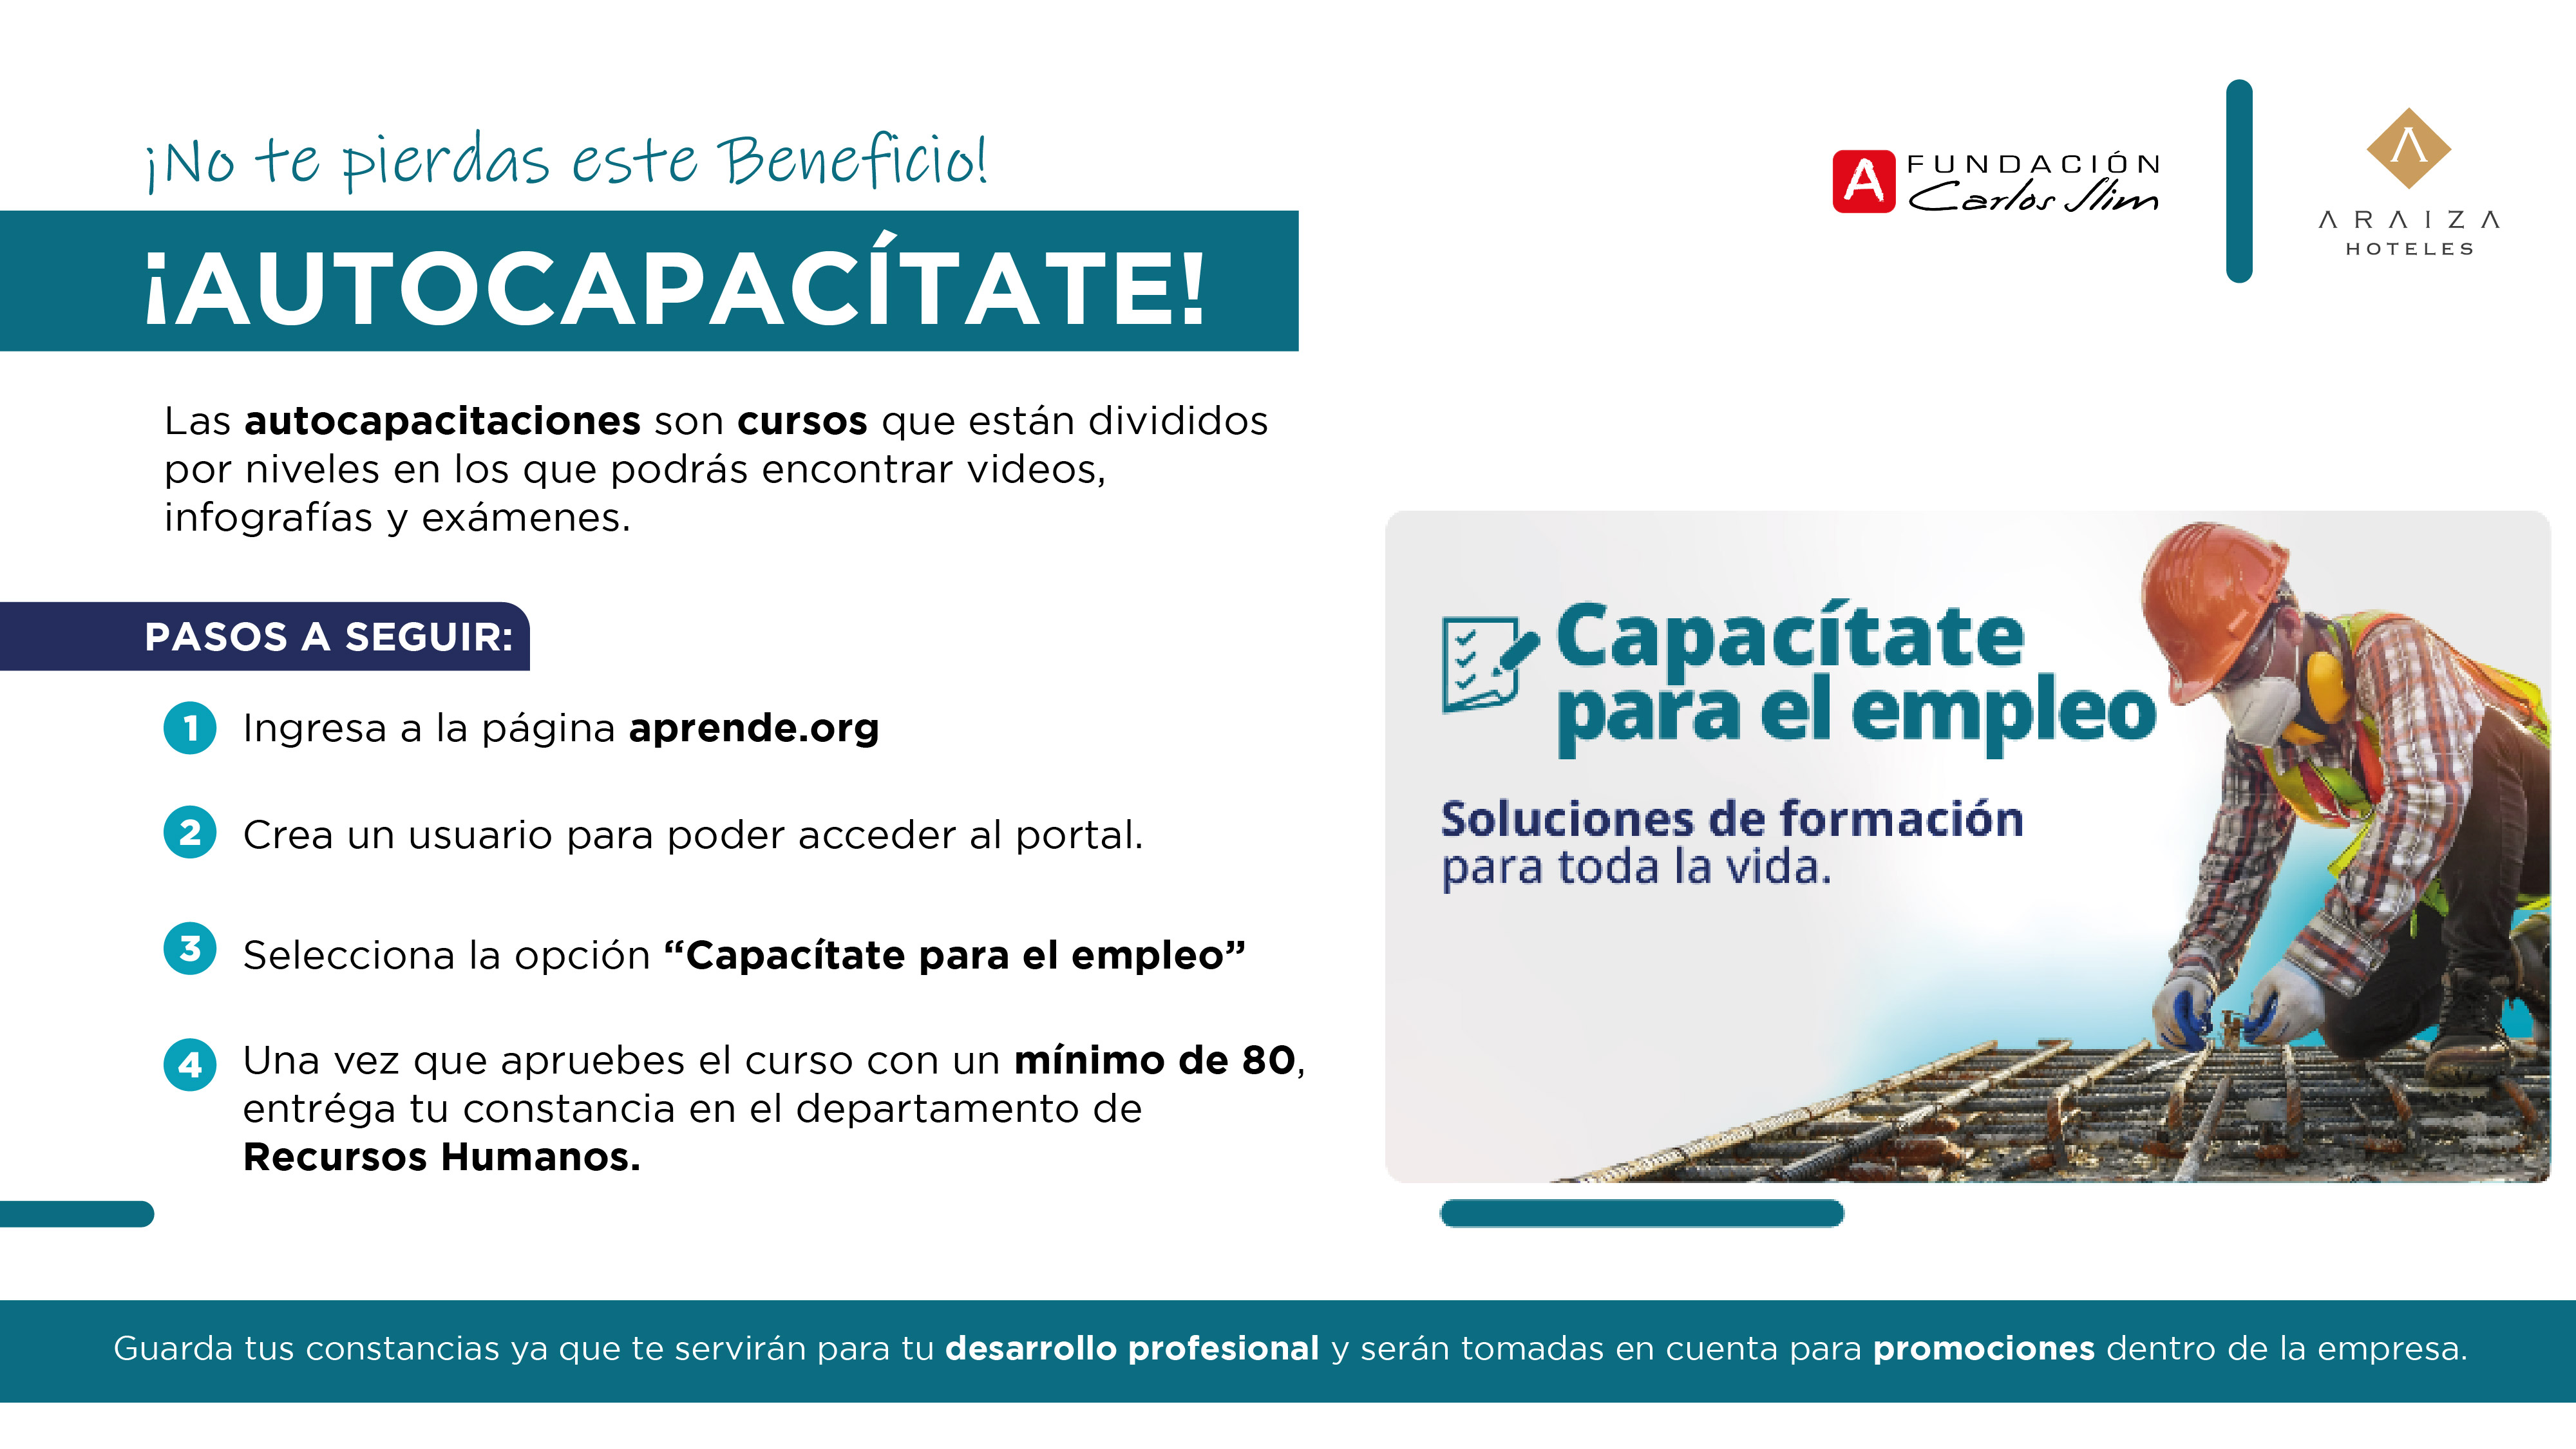 ¡No te pierdas este Beneficio!
¡AUTOCAPACÍTATE!
A FUNDACIÓN
Carlos Slim
ARAIZA
HOTELES
Las autocapacitaciones son cursos que están divididos
por niveles en los que podrás encontrar videos,
infografías y exámenes.
PASOS A SEGUIR:
1 Ingresa a la página aprende.org
2 Crea un usuario para poder acceder al portal.
3 Selecciona la opción “Capacítate para el empleo”
4 Una vez que apruebes el curso con un mínimo de 80,
entréga tu constancia en el departamento de
Recursos Humanos.
Capacítate
para el empleo
Soluciones de formación
para toda la vida.
Guarda tus constancias ya que te servirán para tu desarrollo profesional y serán tomadas en cuenta para promociones dentro de la empresa.